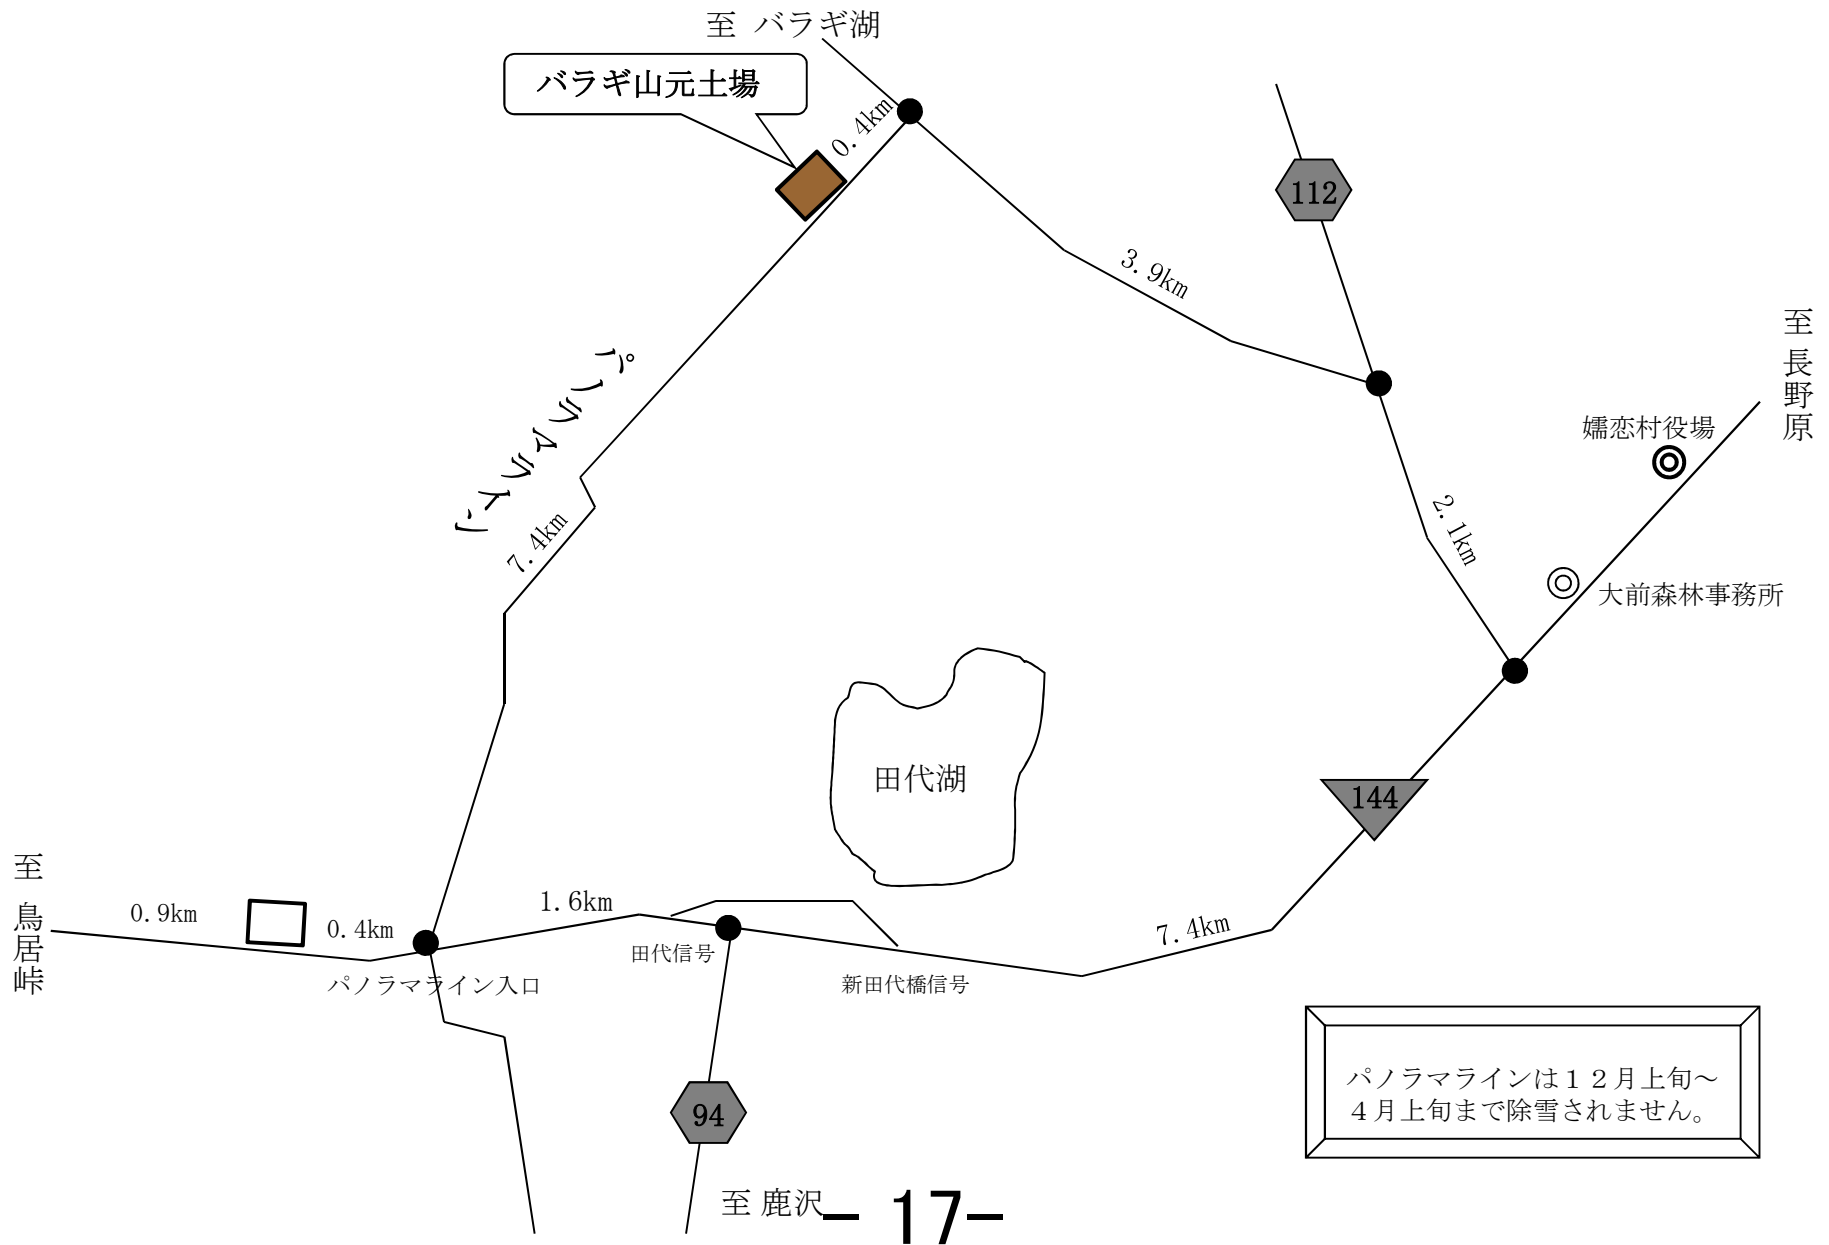 至 バラギ湖
バラギ山元土場
0.4km
112
3.9km
至 長野原
パノラマライン
嬬恋村役場
2.1km
7.4km
大前森林事務所
田代湖
144
至 鳥居峠
0.9km
0.4km
1.6km
7.4km
田代信号
パノラマライン入口
新田代橋信号
パノラマラインは１２月上旬～
４月上旬まで除雪されません。
94
至 鹿沢
- 17-